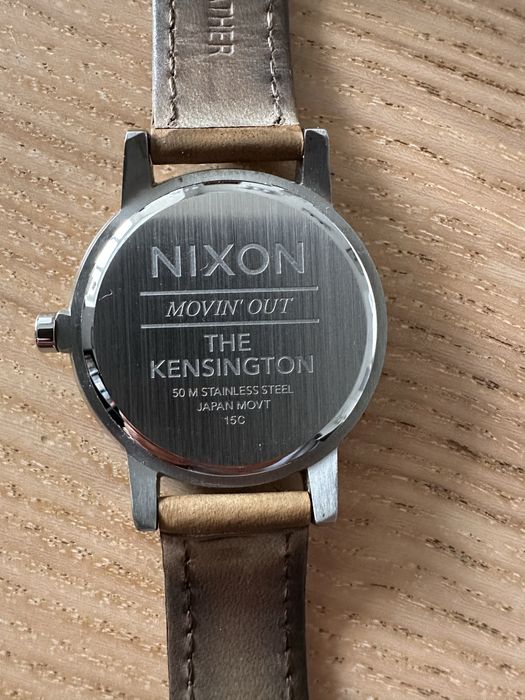 NIXON
MOVIN' OUT
THE
KENSINGTON
50 M STAINLESS STEEL
JAPAN MOVT
15C